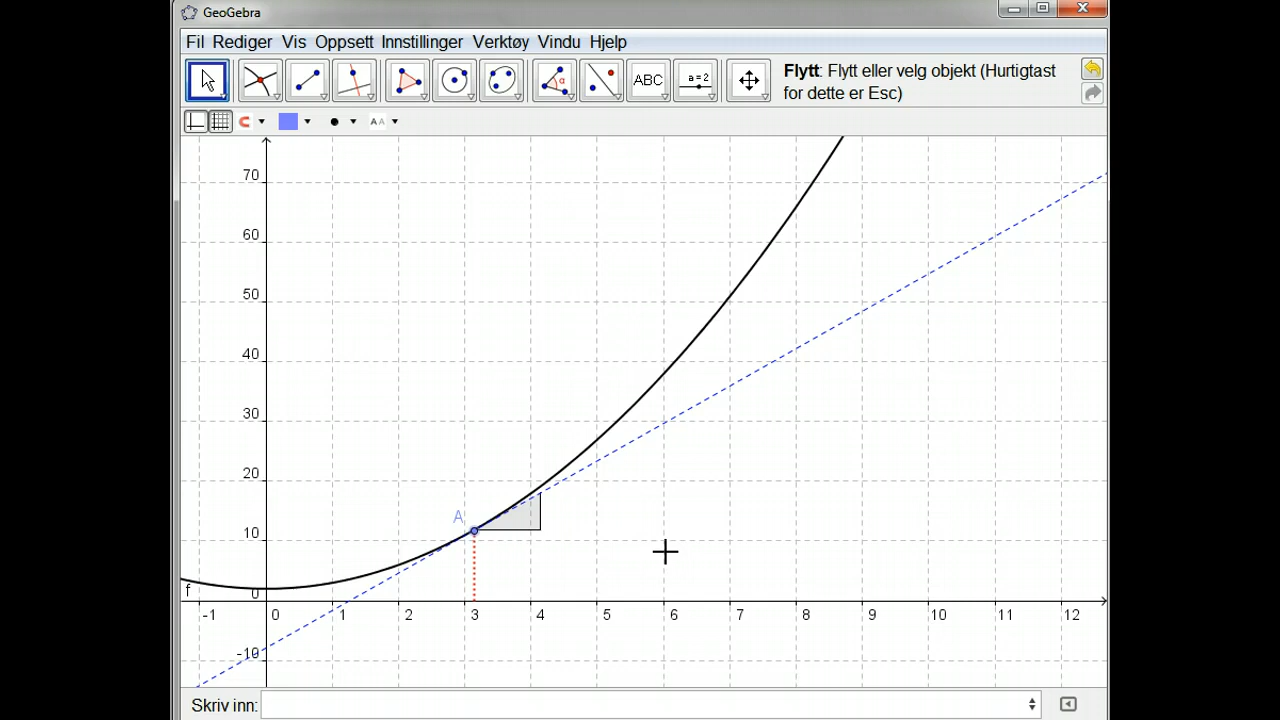 GeoGebra
Fil Rediger Vis Oppsett Innstillinger Verktøy Vindu Hjelp
ABC
a = 2
α
Flytt: Flytt eller velg objekt (Hurtigtast
for dette er Esc)
A A
70
60
50
40
30
20
10
0
-10
A
f
-1 0 1 2 3 4 5 6 7 8 9 10 11 12
Skriv inn: